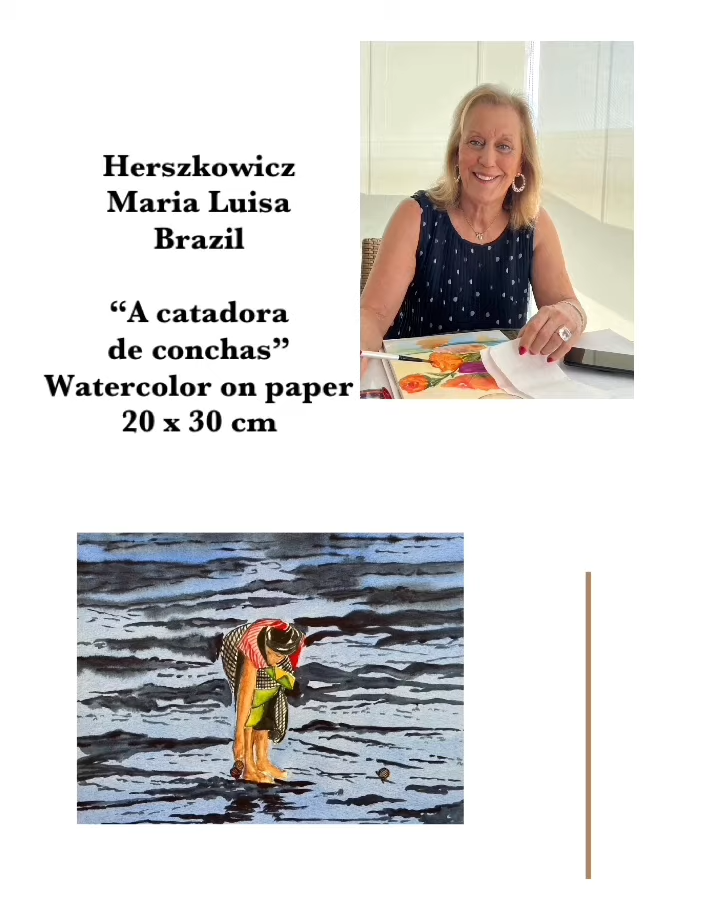 Herszkowicz
Maria Luisa
Brazil
“A catadora
de conchas”
Watercolor on paper
20 x 30 cm